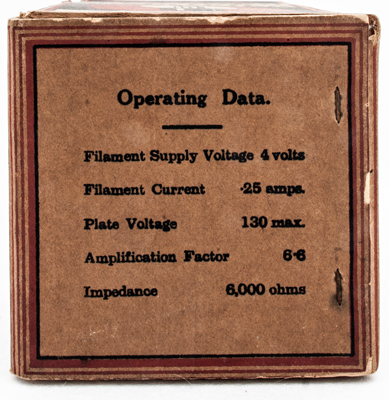 Operating Data.
Filament Supply Voltage 4 volts
Filament Current ·25 amps.
Plate Voltage 130 max.
Amplification Factor 6·6
Impedance 6,000 ohms